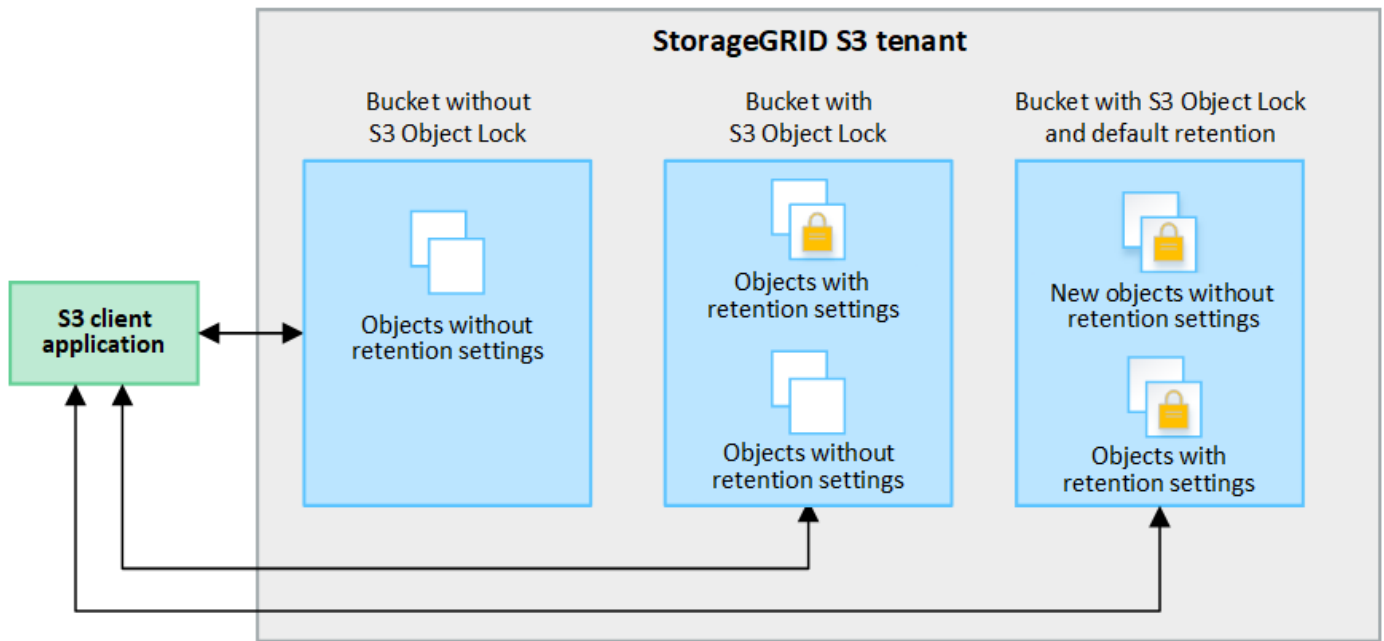 StorageGRID S3 tenant
Bucket without
S3 Object Lock
Bucket with
S3 Object Lock
Bucket with S3 Object Lock
and default retention
Objects without
retention settings
Objects with
retention settings
Objects without
retention settings
New objects without
retention settings
Objects with
retention settings
S3 client
application